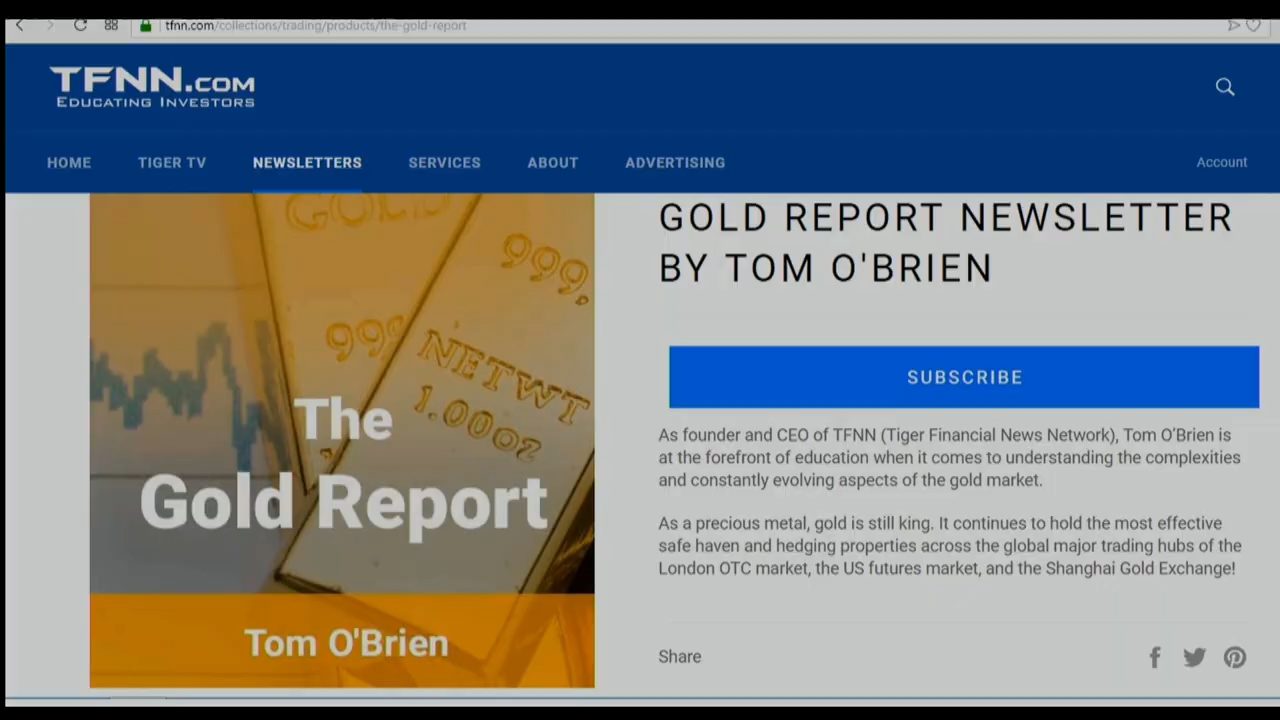 tfnn.com/collections/trading/products/the-gold-report
TFNN.COM
EDUCATING INVESTORS
HOME TIGER TV NEWSLETTERS SERVICES ABOUT ADVERTISING Account
GOLD
999.
999
NETWT
1.00OZ
The
Gold Report
Tom O'Brien
GOLD REPORT NEWSLETTER
BY TOM O'BRIEN
SUBSCRIBE
As founder and CEO of TFNN (Tiger Financial News Network), Tom O'Brien is
at the forefront of education when it comes to understanding the complexities
and constantly evolving aspects of the gold market.
As a precious metal, gold is still king. It continues to hold the most effective
safe haven and hedging properties across the global major trading hubs of the
London OTC market, the US futures market, and the Shanghai Gold Exchange!
Share